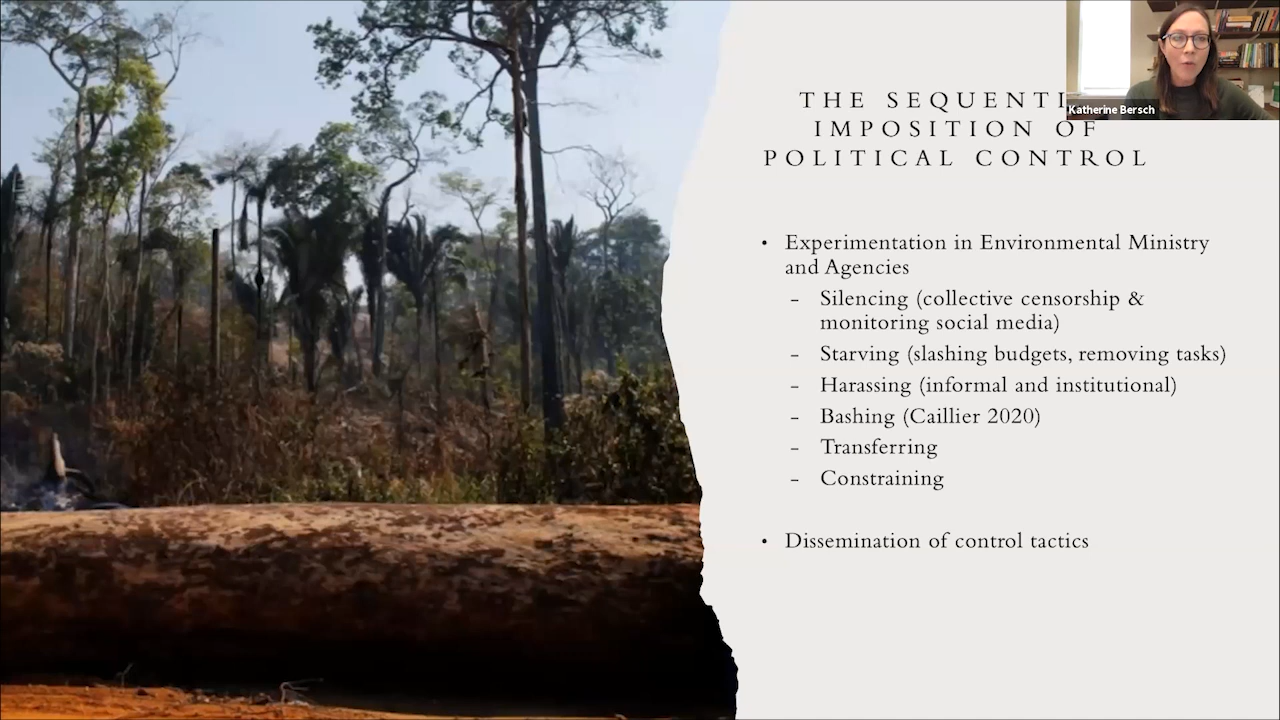 THE SEQUENTI
IMPOSITION OF
POLITICAL CONTROL
Katherine Bersch
• Experimentation in Environmental Ministry
and Agencies
- Silencing (collective censorship &
monitoring social media)
- Starving (slashing budgets, removing tasks)
- Harassing (informal and institutional)
- Bashing (Caillier 2020)
- Transferring
- Constraining
• Dissemination of control tactics